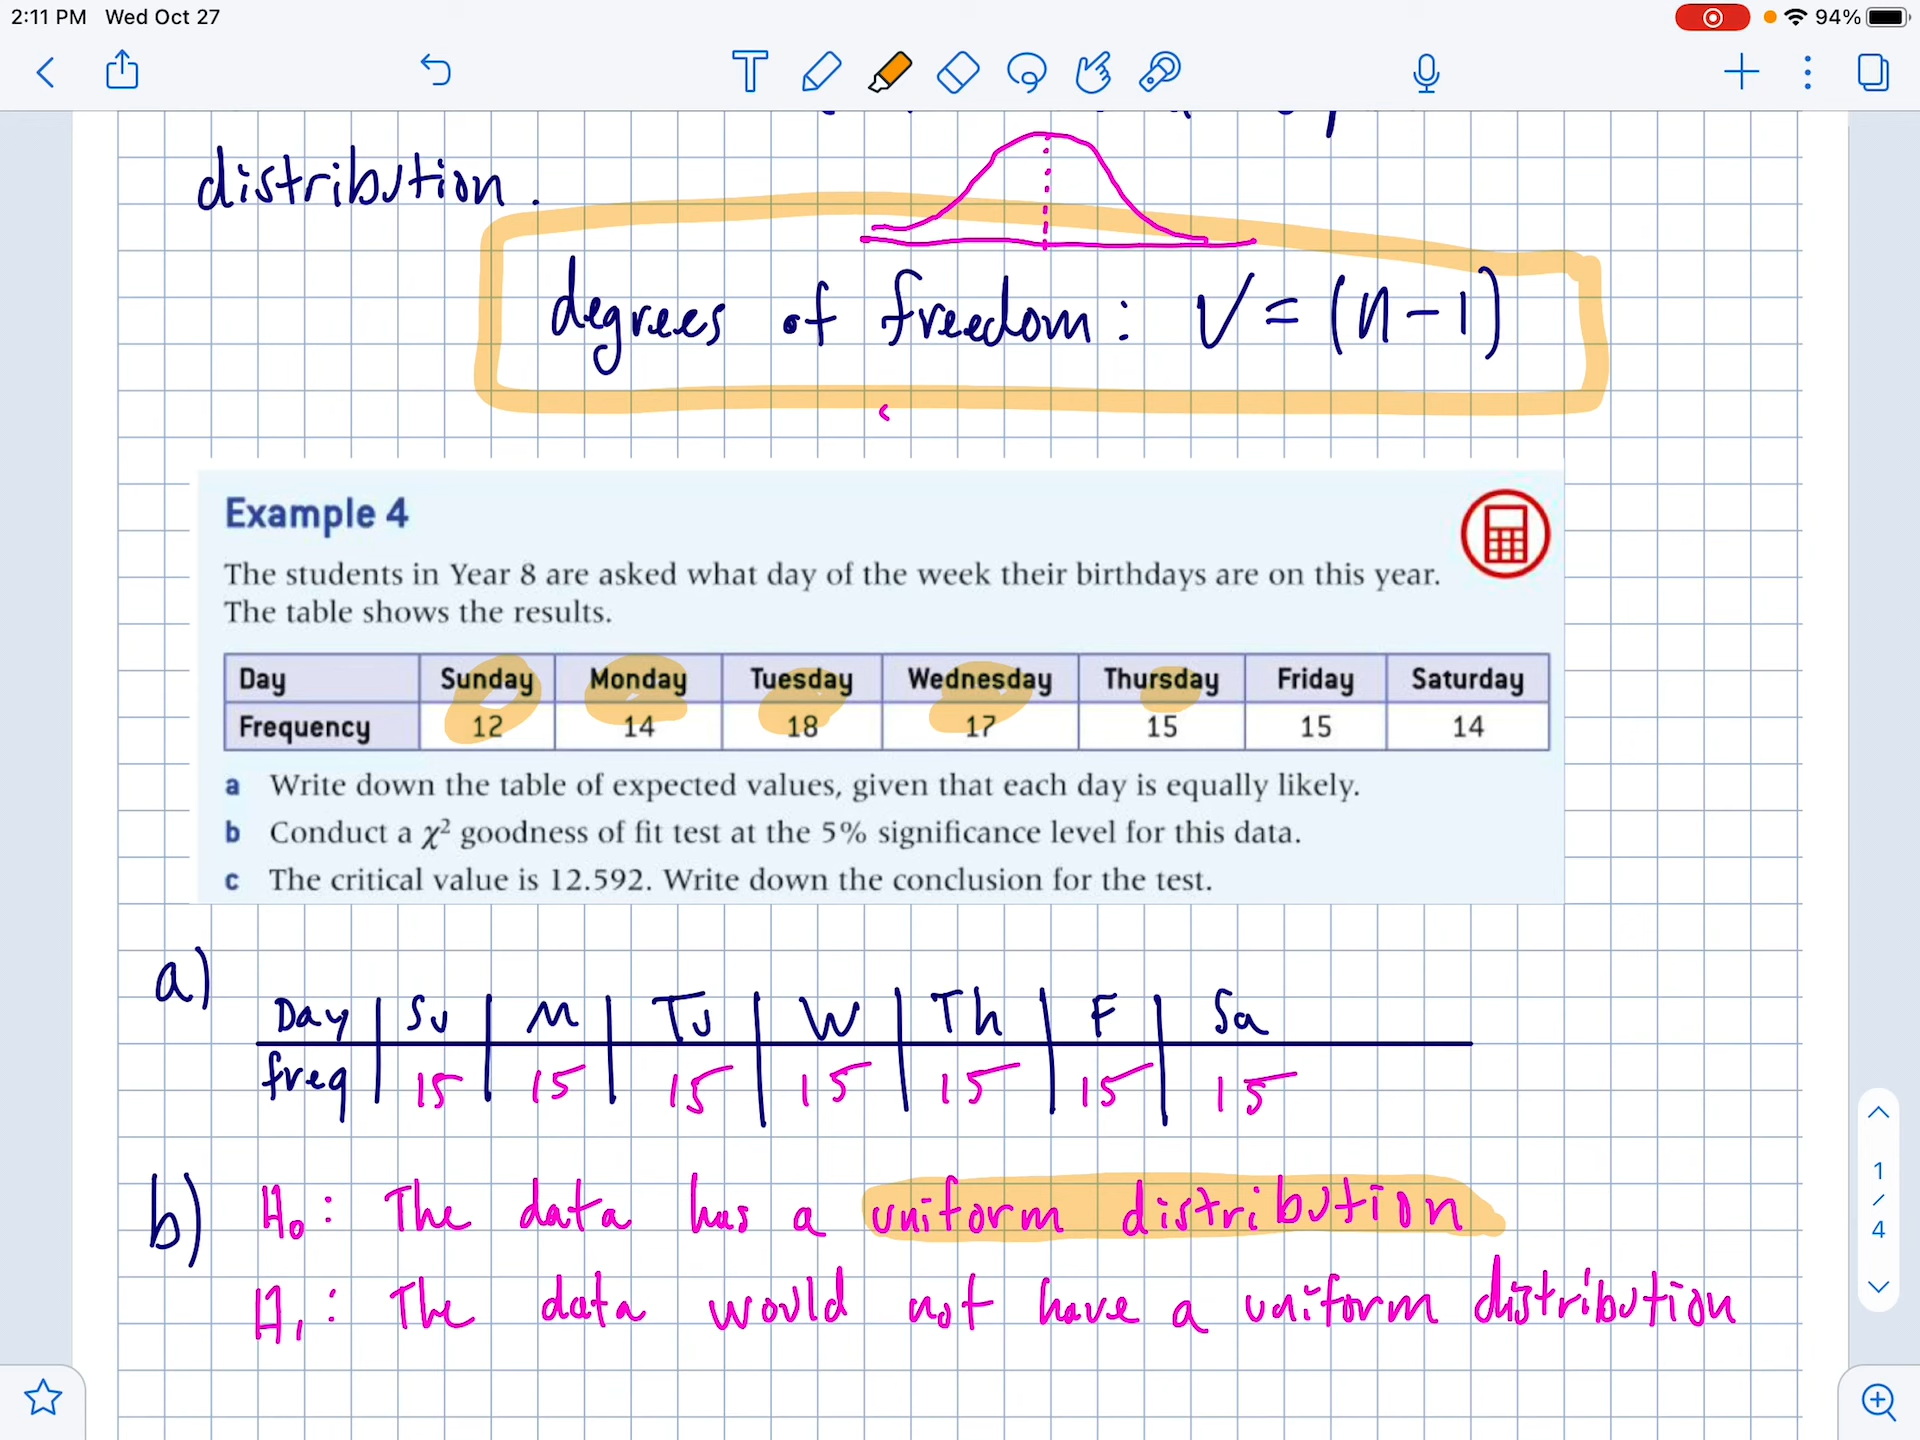 2:11 PM Wed Oct 27
94%
distribution.
degrees of freedom: V = (n-1)
Example 4
The students in Year 8 are asked what day of the week their birthdays are on this year.
The table shows the results.
Day Sunday Monday Tuesday Wednesday Thursday Friday Saturday
Frequency 12 14 18 17 15 15 14
a Write down the table of expected values, given that each day is equally likely.
b Conduct a χ² goodness of fit test at the 5% significance level for this data.
c The critical value is 12.592. Write down the conclusion for the test.
a)
Day Su M Tu W Th F Sa
freq 15 15 15 15 15 15 15
b) H₀: The data has a uniform distribution
H₁: The data would not have a uniform distribution
1
/
4